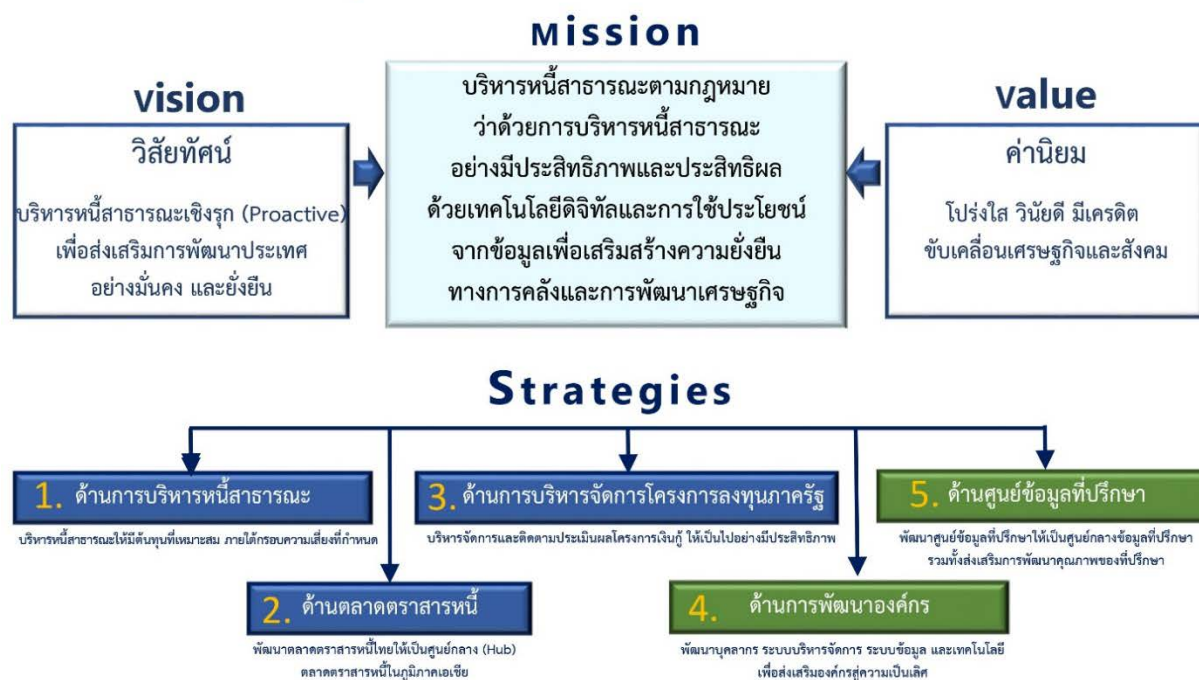 Mission
vision
value
วิสัยทัศน์
บริหารหนี้สาธารณะเชิงรุก (Proactive)
เพื่อส่งเสริมการพัฒนาประเทศ
อย่างมั่นคง และยั่งยืน
บริหารหนี้สาธารณะตามกฎหมาย
ว่าด้วยการบริหารหนี้สาธารณะ
อย่างมีประสิทธิภาพและประสิทธิผล
ด้วยเทคโนโลยีดิจิทัลและการใช้ประโยชน์
จากข้อมูลเพื่อเสริมสร้างความยั่งยืน
ทางการคลังและการพัฒนาเศรษฐกิจ
ค่านิยม
โปร่งใส วินัยดี มีเครดิต
ขับเคลื่อนเศรษฐกิจและสังคม
Strategies
1. ด้านการบริหารหนี้สาธารณะ
บริหารหนี้สาธารณะให้มีต้นทุนที่เหมาะสม ภายใต้กรอบความเสี่ยงที่กำหนด
2. ด้านตลาดตราสารหนี้
พัฒนาตลาดตราสารหนี้ไทยให้เป็นศูนย์กลาง (Hub)
ตลาดตราสารหนี้ในภูมิภาคเอเชีย
3. ด้านการบริหารจัดการโครงการลงทุนภาครัฐ
บริหารจัดการและติดตามประเมินผลโครงการเงินกู้ ให้เป็นไปอย่างมีประสิทธิภาพ
4. ด้านการพัฒนาองค์กร
พัฒนาบุคลากร ระบบบริหารจัดการ ระบบข้อมูล และเทคโนโลยี
เพื่อส่งเสริมองค์กรสู่ความเป็นเลิศ
5. ด้านศูนย์ข้อมูลที่ปรึกษา
พัฒนาศูนย์ข้อมูลที่ปรึกษาให้เป็นศูนย์กลางข้อมูลที่ปรึกษา
รวมทั้งส่งเสริมการพัฒนาคุณภาพของที่ปรึกษา